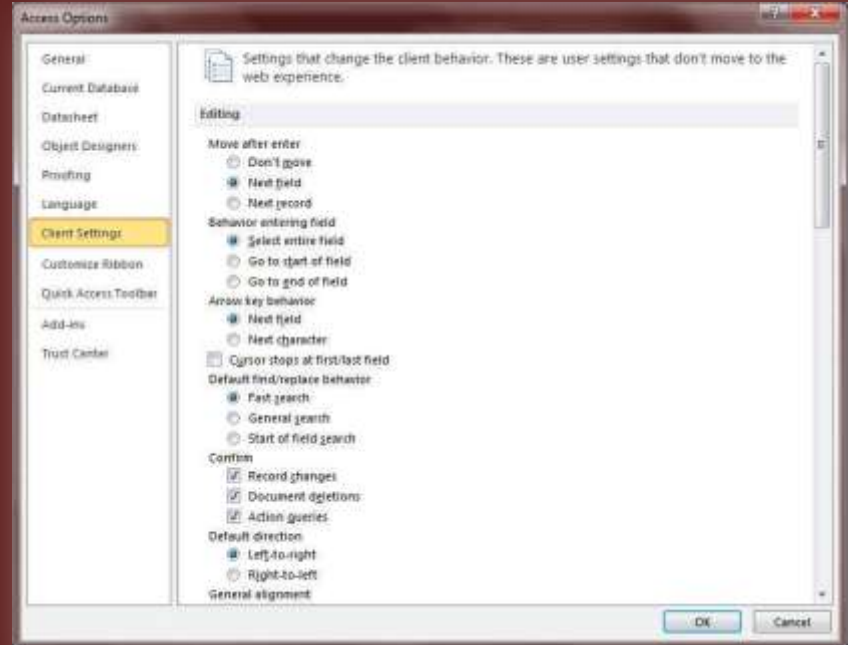 Access Options
General
Current Database
Datasheet
Object Designers
Proofing
Language
Client Settings
Customize Ribbon
Quick Access Toolbar
Add-ins
Trust Center
Settings that change the client behavior. These are user settings that don't move to the
web experience.
Editing
Move after enter
Don't move
Next field
Next record
Behavior entering field
Select entire field
Go to start of field
Go to end of field
Arrow key behavior
Next field
Next character
Cursor stops at first/last field
Default find/replace behavior
Fast search
General search
Start of field search
Confirm
Record changes
Document deletions
Action queries
Default direction
Left-to-right
Right-to-left
General alignment
OK
Cancel